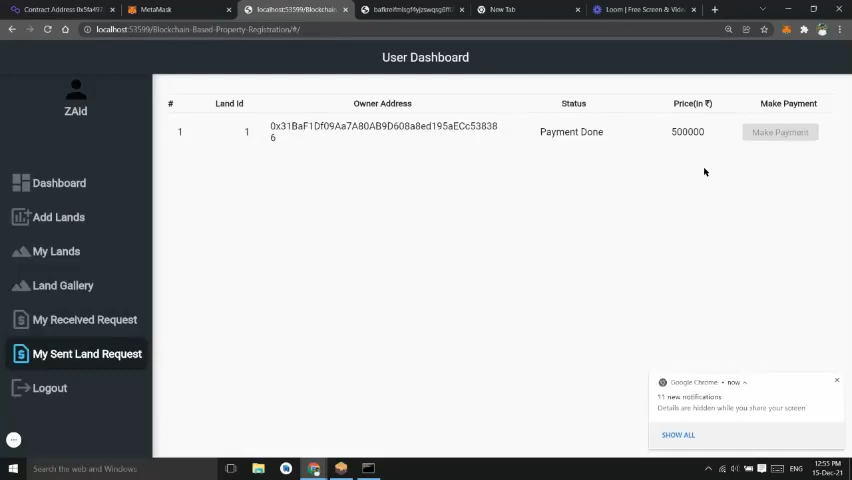 Contract Address 0x5fa497
MetaMask
localhost:53599/Blockchain-
New Tab
Loom | Free Screen & Vide
localhost:53599/Blockchain-Based-Property-Registration/#/
User Dashboard
ZAId
Dashboard
Add Lands
My Lands
Land Gallery
My Received Request
My Sent Land Request
Logout
# Land Id Owner Address Status Price(in ₹) Make Payment
1 1 0x31BaF1Df09Aa7A80AB9D608a8ed195aECc53838 Payment Done 500000 Make Payment
6
Google Chrome • now
11 new notifications
Details are hidden while you share your screen
SHOW ALL
Search the web and Windows
ENG
12:55 PM
15-Dec-21